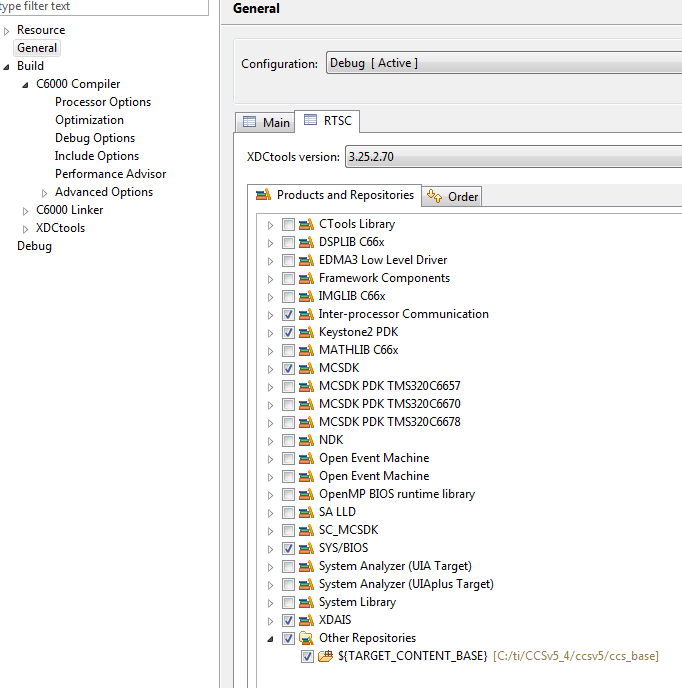 type filter text
Resource
General
Build
C6000 Compiler
Processor Options
Optimization
Debug Options
Include Options
Performance Advisor
Advanced Options
C6000 Linker
XDCtools
Debug
General
Configuration: Debug [ Active ]
Main RTSC
XDCtools version: 3.25.2.70
Products and Repositories Order
CTools Library
DSPLIB C66x
EDMA3 Low Level Driver
Framework Components
IMGLIB C66x
Inter-processor Communication
Keystone2 PDK
MATHLIB C66x
MCSDK
MCSDK PDK TMS320C6657
MCSDK PDK TMS320C6670
MCSDK PDK TMS320C6678
NDK
Open Event Machine
Open Event Machine
OpenMP BIOS runtime library
SA LLD
SC_MCSDK
SYS/BIOS
System Analyzer (UIA Target)
System Analyzer (UIAplus Target)
System Library
XDAIS
Other Repositories
${TARGET_CONTENT_BASE} [C:/ti/CCSv5_4/ccsv5/ccs_base]